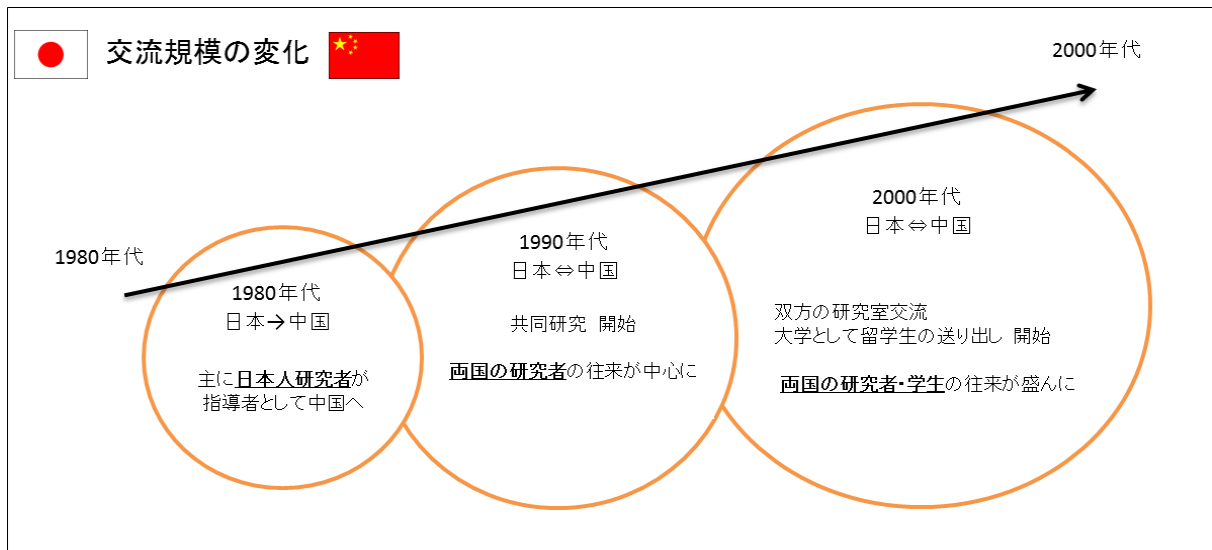 交流規模の変化
2000年代
1980年代
1980年代
日本→中国
主に日本人研究者が
指導者として中国へ
1990年代
日本⇔中国
共同研究 開始
両国の研究者の往来が中心に
2000年代
日本⇔中国
双方の研究室交流
大学として留学生の送り出し 開始
両国の研究者・学生の往来が盛んに